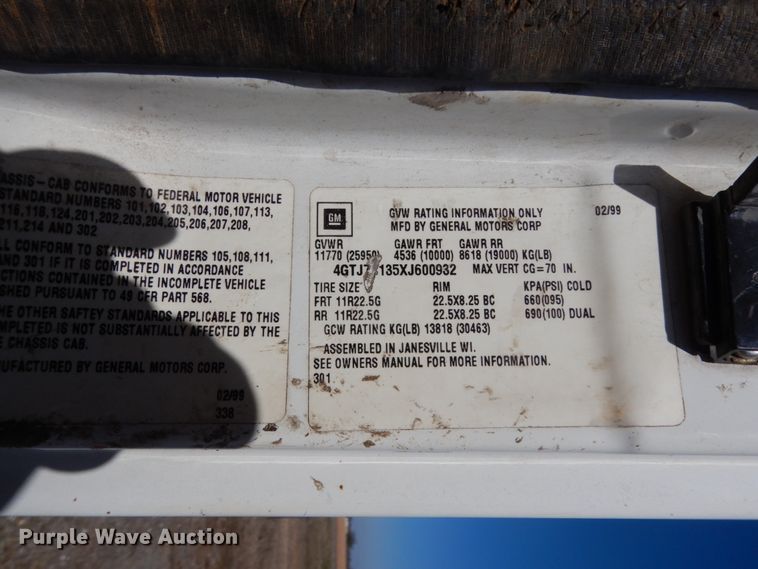 CHASSIS-CAB CONFORMS TO FEDERAL MOTOR VEHICLE
STANDARD NUMBERS 101, 102, 103, 104, 106, 107, 113,
116, 118, 124, 201, 202, 203, 204, 205, 206, 207, 208,
211, 214 AND 302
CONFORM TO STANDARD NUMBERS 105, 108, 111,
AND 301 IF IT IS COMPLETED IN ACCORDANCE
CONTAINED IN THE INCOMPLETE VEHICLE
PURSUANT TO 49 CFR PART 568.
THE OTHER SAFTEY STANDARDS APPLICABLE TO THIS
COMPLETED IS NOT SUBSTANTIALLY AFFECTED BY THE
CHASSIS CAB.
BY GENERAL MOTORS CORP.
02/99
338
GM
GVW RATING INFORMATION ONLY 02/99
MFD BY GENERAL MOTORS CORP
GVWR GAWR FRT GAWR RR
11770 (25950) 4536 (10000) 8618 (19000) KG(LB)
135XJ600932 MAX VERT CG=70 IN.
TIRE SIZE RIM KPA(PSI) COLD
FRT 11R22.5G 22.5X8.25 BC 660(095)
RR 11R22.5G 22.5X8.25 BC 690(100) DUAL
GCW RATING KG(LB) 13818 (30463)
ASSEMBLED IN JANESVILLE WI.
SEE OWNERS MANUAL FOR MORE INFORMATION.
301
Purple Wave Auction